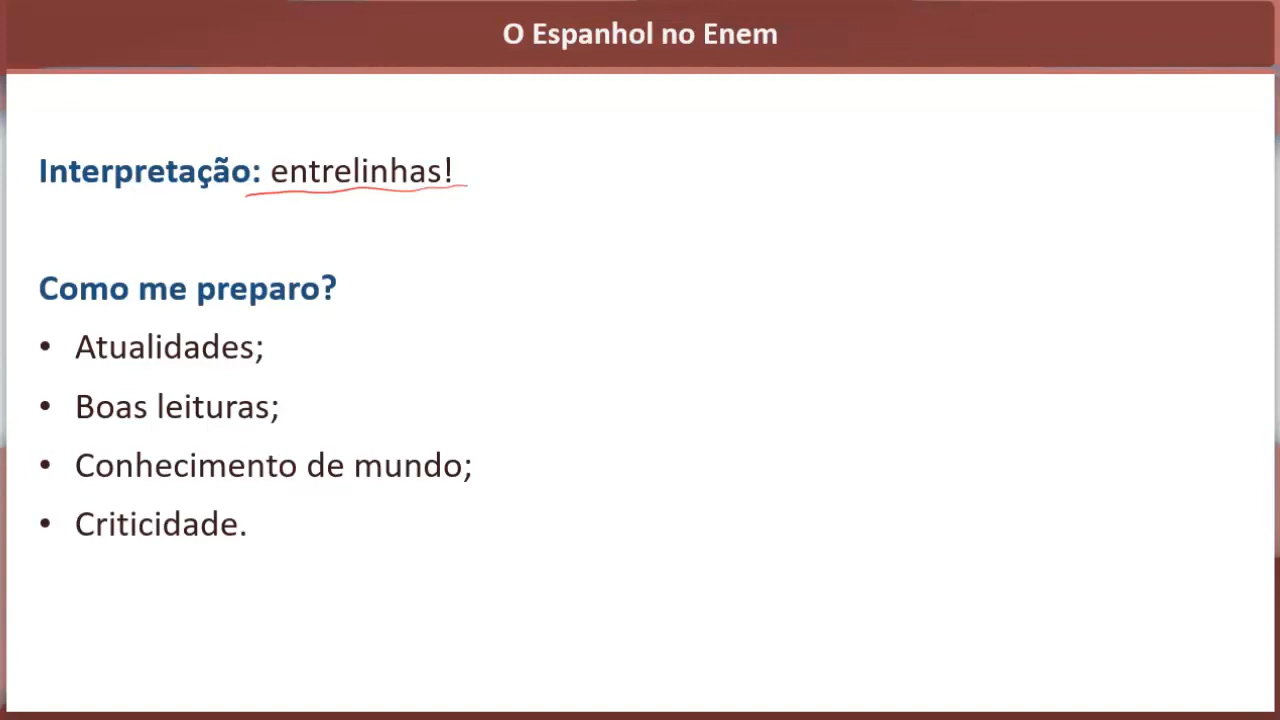 O Espanhol no Enem
Interpretação: entrelinhas!
Como me preparo?
• Atualidades;
• Boas leituras;
• Conhecimento de mundo;
• Criticidade.